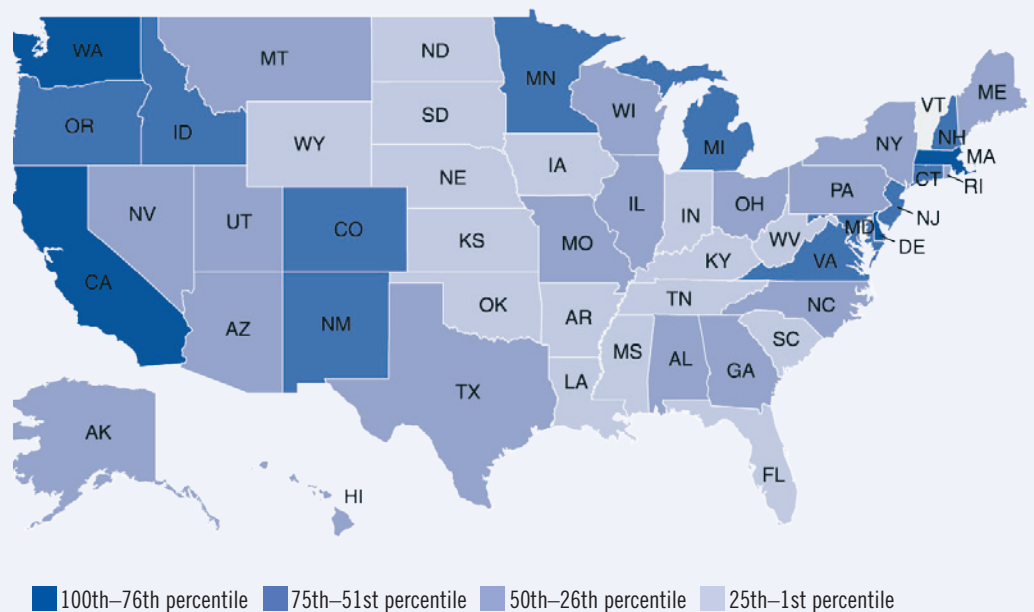 WA
MT
ND
MN
VT
ME
OR
ID
SD
WI
NH
WY
MI
NY
MA
IA
CT
RI
NE
PA
NV
UT
CO
IL
IN
OH
NJ
MD
KS
MO
WV
DE
CA
KY
VA
OK
TN
NC
AZ
NM
AR
SC
MS
AL
GA
LA
TX
AK
FL
HI
100th–76th percentile
75th–51st percentile
50th–26th percentile
25th–1st percentile